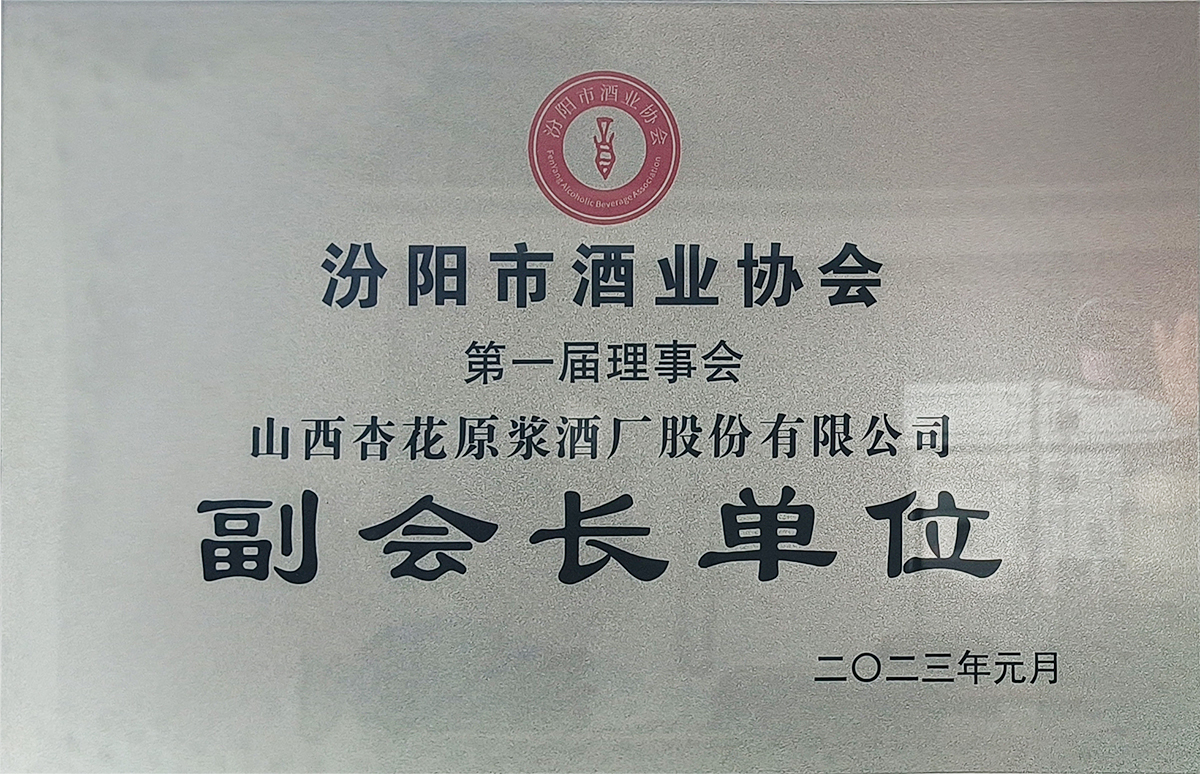 汾阳市酒业协会
FenYang Alcoholic Beverage Association
汾阳市酒业协会
第一届理事会
山西杏花原浆酒厂股份有限公司
副会长单位
二〇二三年元月